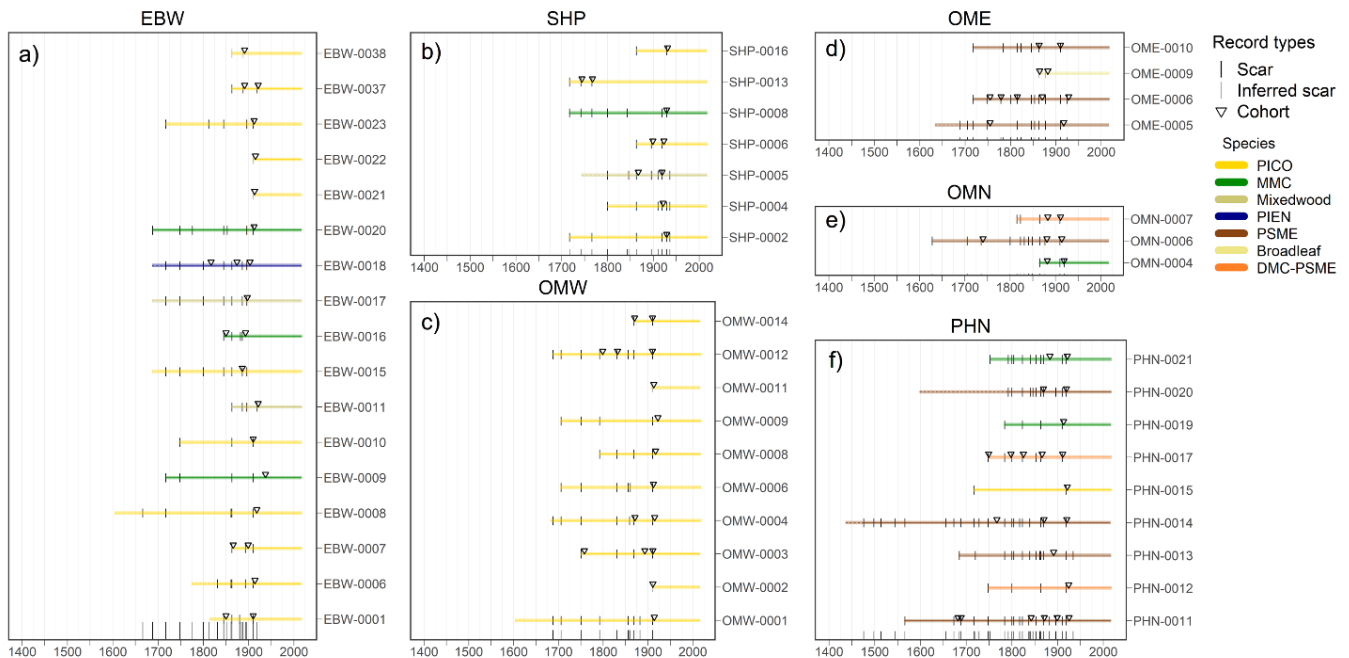 EBW
a)
EBW-0038
EBW-0037
EBW-0023
EBW-0022
EBW-0021
EBW-0020
EBW-0018
EBW-0017
EBW-0016
EBW-0015
EBW-0011
EBW-0010
EBW-0009
EBW-0008
EBW-0007
EBW-0006
EBW-0001
1400 1500 1600 1700 1800 1900 2000
SHP
b)
SHP-0016
SHP-0013
SHP-0008
SHP-0006
SHP-0005
SHP-0004
SHP-0002
1400 1500 1600 1700 1800 1900 2000
OMW
c)
OMW-0014
OMW-0012
OMW-0011
OMW-0009
OMW-0008
OMW-0006
OMW-0004
OMW-0003
OMW-0002
OMW-0001
1400 1500 1600 1700 1800 1900 2000
OME
d)
OME-0010
OME-0009
OME-0006
OME-0005
1400 1500 1600 1700 1800 1900 2000
OMN
e)
OMN-0007
OMN-0006
OMN-0004
1400 1500 1600 1700 1800 1900 2000
PHN
f)
PHN-0021
PHN-0020
PHN-0019
PHN-0017
PHN-0015
PHN-0014
PHN-0013
PHN-0012
PHN-0011
1400 1500 1600 1700 1800 1900 2000
Record types
Scar
Inferred scar
Cohort
Species
PICO
MMC
Mixedwood
PIEN
PSME
Broadleaf
DMC-PSME